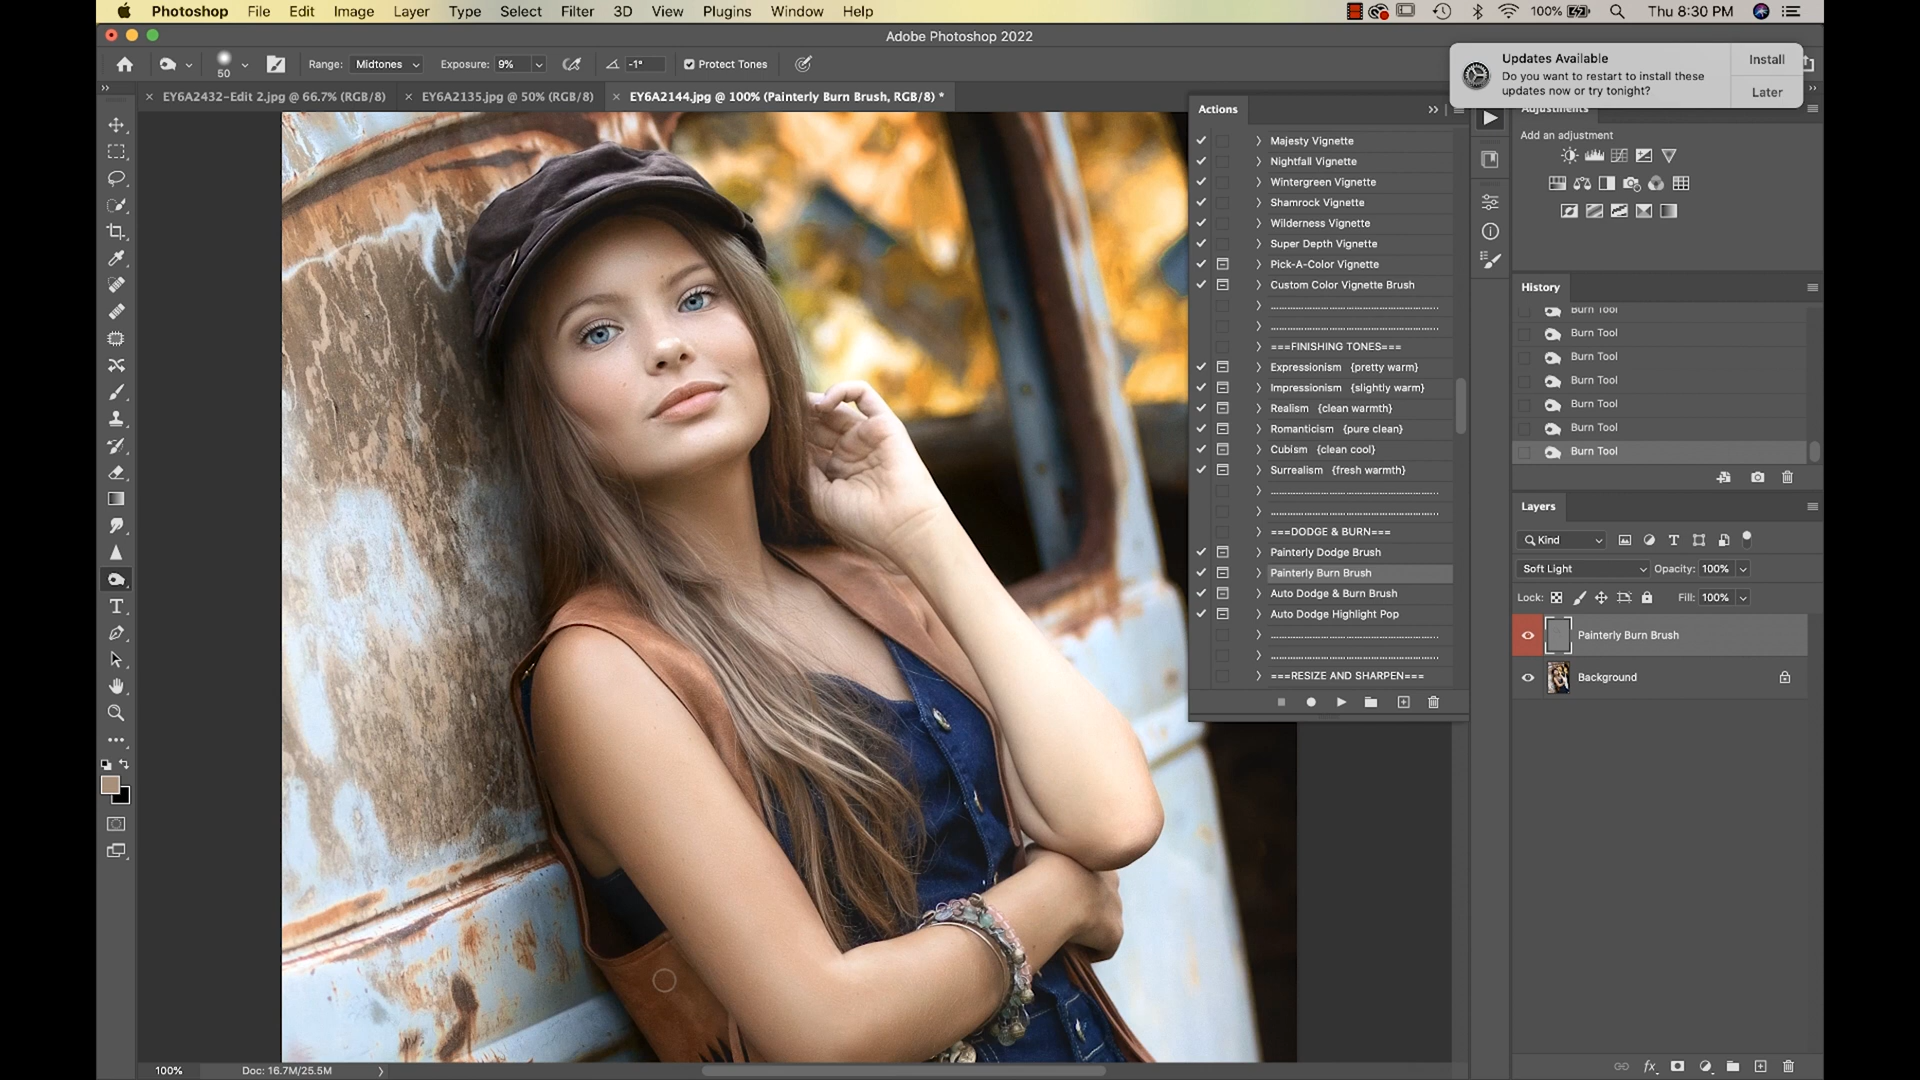 Photoshop File Edit Image Layer Type Select Filter 3D View Plugins Window Help 100% Thu 8:30 PM
Adobe Photoshop 2022
50 Range: Midtones Exposure: 9% -1° Protect Tones
Updates Available
Do you want to restart to install these
updates now or try tonight?
Install
Later
EY6A2432-Edit 2.jpg @ 66.7% (RGB/8) EY6A2135.jpg @ 50% (RGB/8) EY6A2144.jpg @ 100% (Painterly Burn Brush, RGB/8) *
Actions
Majesty Vignette
Nightfall Vignette
Wintergreen Vignette
Shamrock Vignette
Wilderness Vignette
Super Depth Vignette
Pick-A-Color Vignette
Custom Color Vignette Brush
===FINISHING TONES===
Expressionism {pretty warm}
Impressionism {slightly warm}
Realism {clean warmth}
Romanticism {pure clean}
Cubism {clean cool}
Surrealism {fresh warmth}
===DODGE & BURN===
Painterly Dodge Brush
Painterly Burn Brush
Auto Dodge & Burn Brush
Auto Dodge Highlight Pop
===RESIZE AND SHARPEN===
Adjustments
Add an adjustment
History
Burn Tool
Burn Tool
Burn Tool
Burn Tool
Burn Tool
Burn Tool
Burn Tool
Layers
Kind
Soft Light Opacity: 100%
Lock: Fill: 100%
Painterly Burn Brush
Background
100% Doc: 16.7M/25.5M